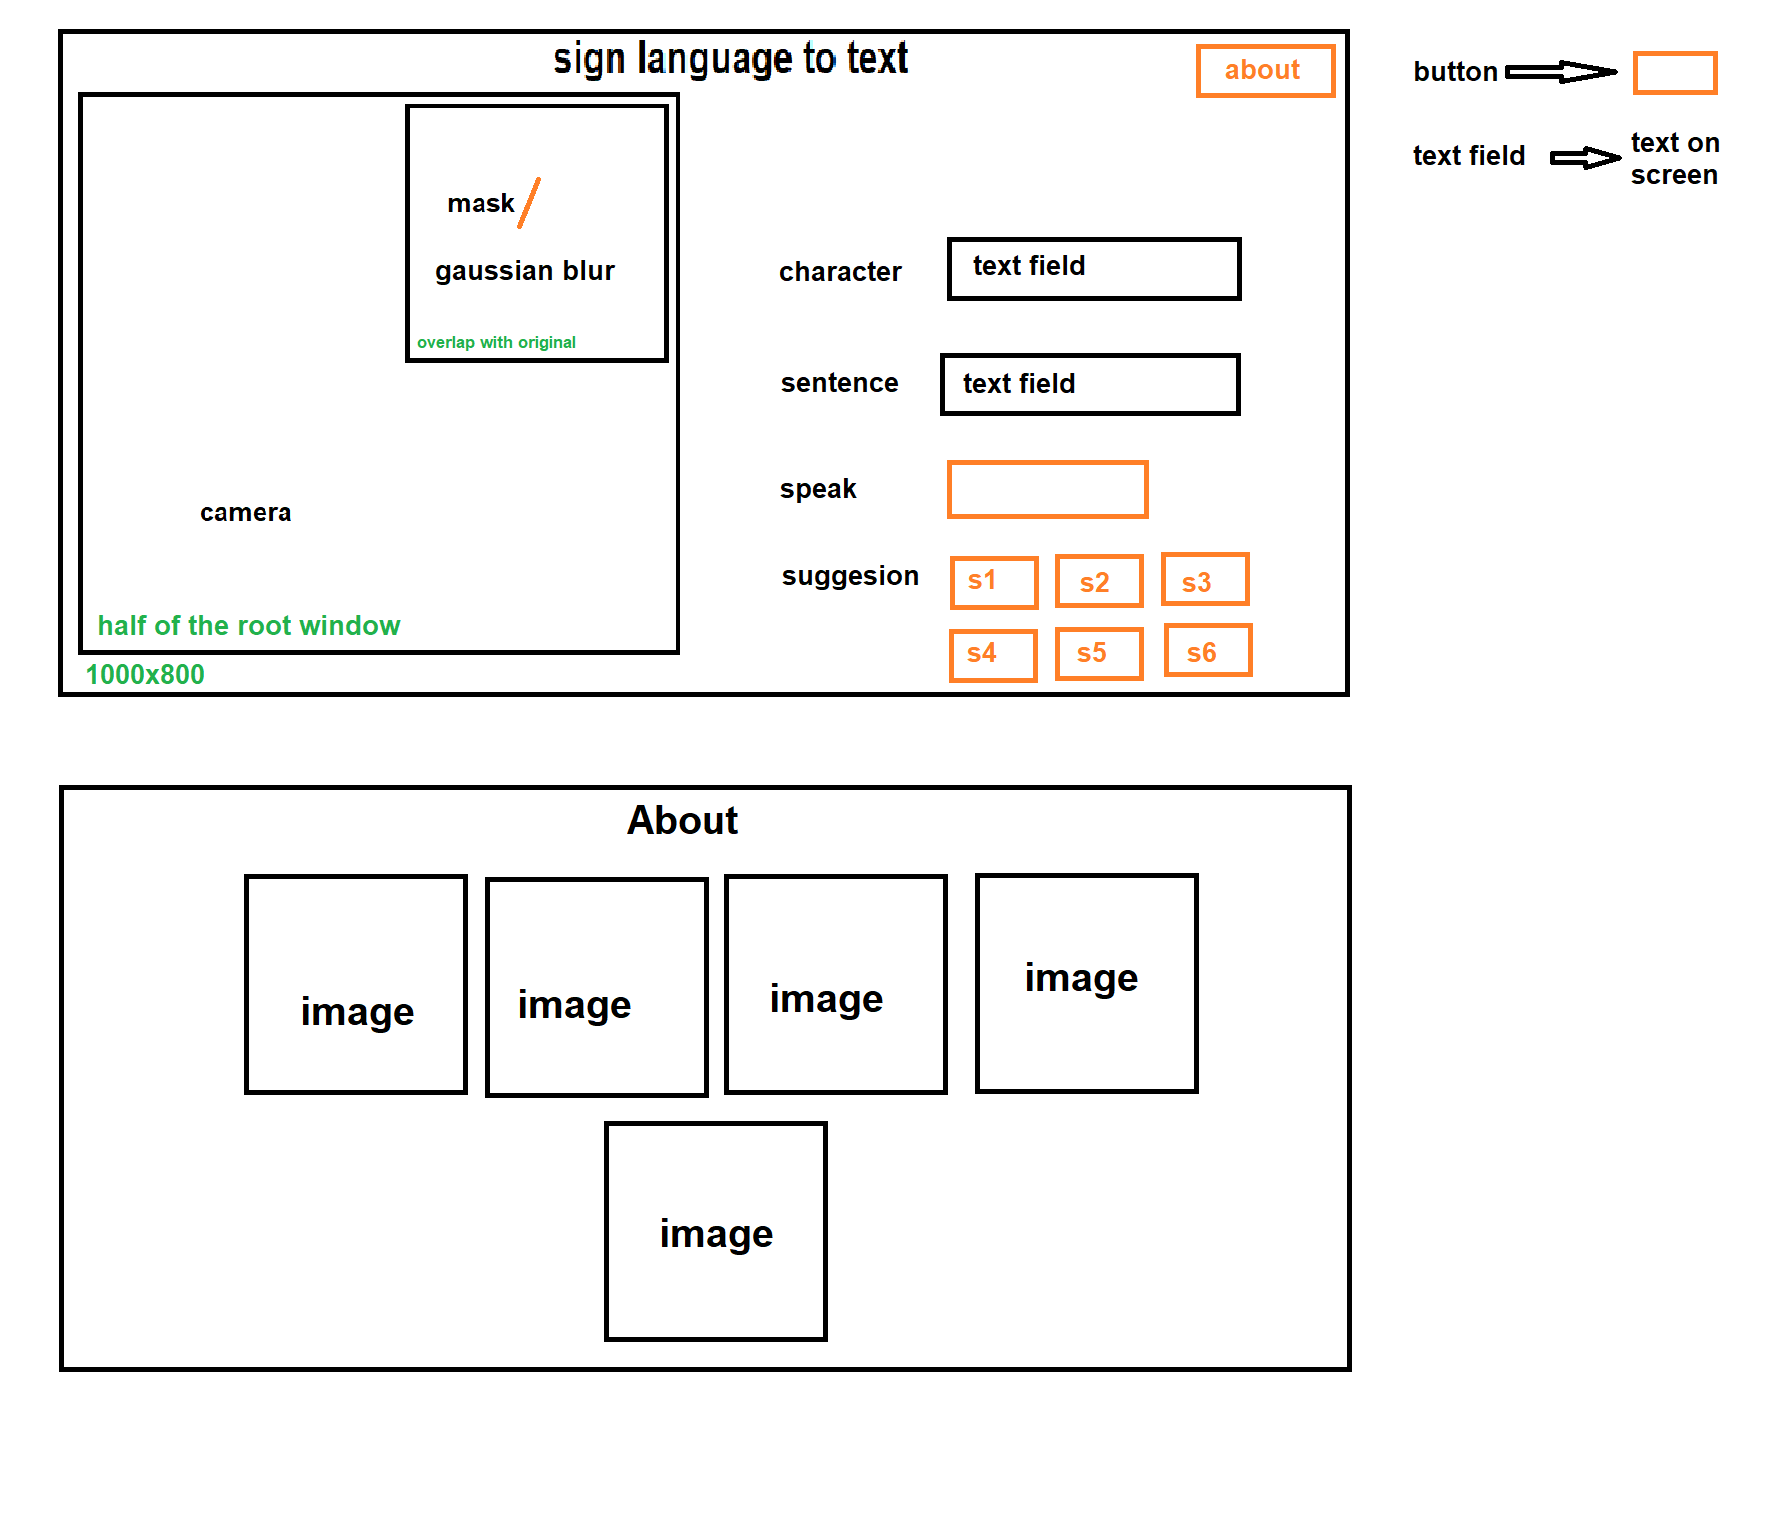 sign language to text
about
button
text field
text on
screen
mask/
gaussian blur
overlap with original
camera
half of the root window
1000x800
character
text field
sentence
text field
speak
suggesion
s1
s2
s3
s4
s5
s6
About
image
image
image
image
image